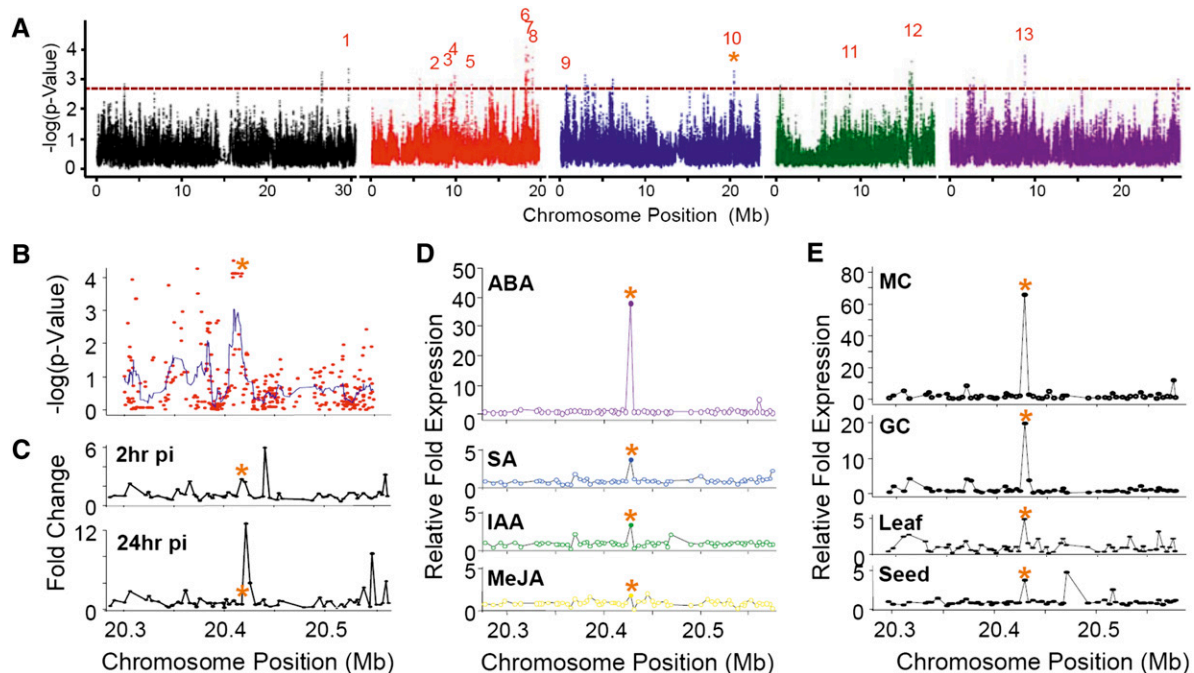 A
-log(p-Value)
4
3
2
1
0
1
2
3
4
5
6
7
8
9
10
*
11
12
13
0 10 20 30 0 10 20 0 10 20 0 10 0 10 20
Chromosome Position (Mb)
B
-log(p-Value)
4
3
2
1
0
*
C
Fold Change
2hr pi
6
0
*
24hr pi
12
0
*
20.3 20.4 20.5
Chromosome Position (Mb)
D
Relative Fold Expression
ABA
50
40
30
10
0
*
SA
5
0
*
IAA
5
0
*
MeJA
5
0
*
20.3 20.4 20.5
Chromosome Position (Mb)
E
Relative Fold Expression
MC
80
60
40
20
0
*
GC
20
10
0
*
Leaf
5
0
*
Seed
5
0
*
20.3 20.4 20.5
Chromosome Position (Mb)